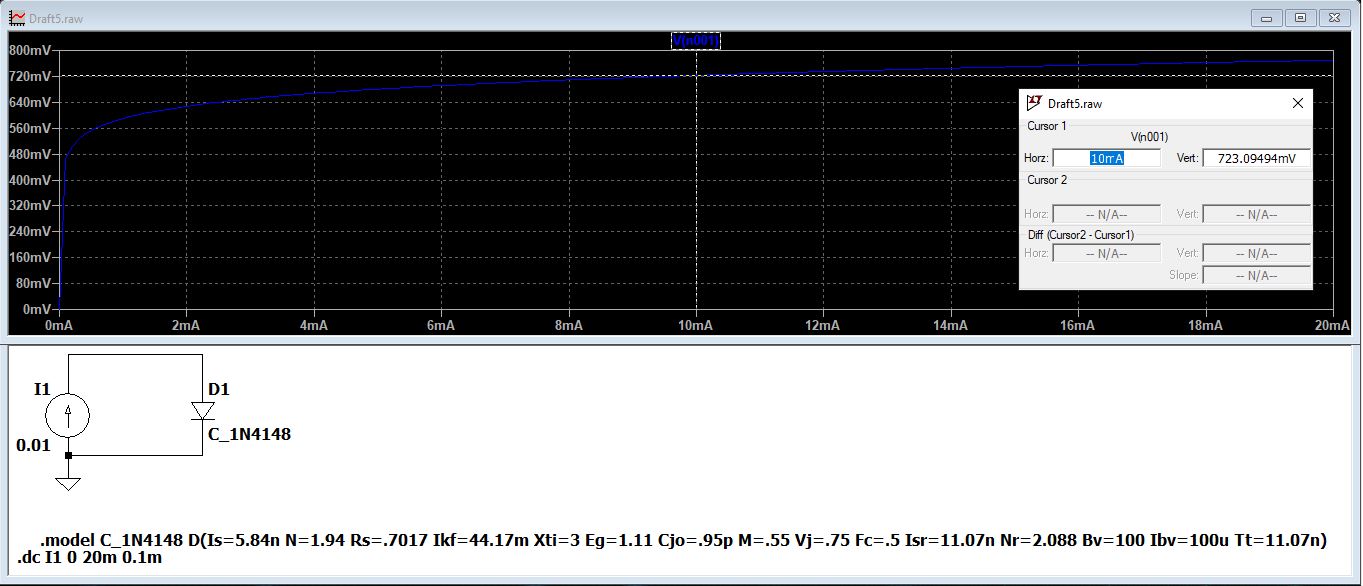 Draft5.raw
V(n001)
800mV
720mV
640mV
560mV
480mV
400mV
320mV
240mV
160mV
80mV
0mV
0mA 2mA 4mA 6mA 8mA 10mA 12mA 14mA 16mA 18mA 20mA
Draft5.raw
Cursor 1
V(n001)
Horz: 10mA Vert: 723.09494mV
Cursor 2
Horz: -- N/A-- Vert: -- N/A--
Diff (Cursor2 - Cursor1)
Horz: -- N/A-- Vert: -- N/A--
Slope: -- N/A--
I1
D1
C_1N4148
0.01
.model C_1N4148 D(Is=5.84n N=1.94 Rs=.7017 Ikf=44.17m Xti=3 Eg=1.11 Cjo=.95p M=.55 Vj=.75 Fc=.5 Isr=11.07n Nr=2.088 Bv=100 Ibv=100u Tt=11.07n)
.dc I1 0 20m 0.1m